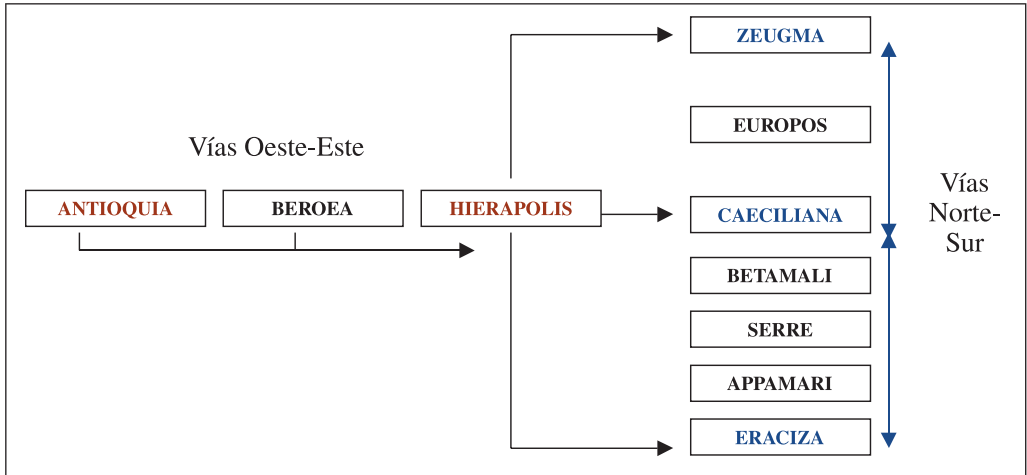 ZEUGMA
EUROPOS
Vías Oeste-Este
ANTIOQUIA
BEROEA
HIERAPOLIS
CAECILIANA
Vías
Norte-
Sur
BETAMALI
SERRE
APPAMARI
ERACIZA